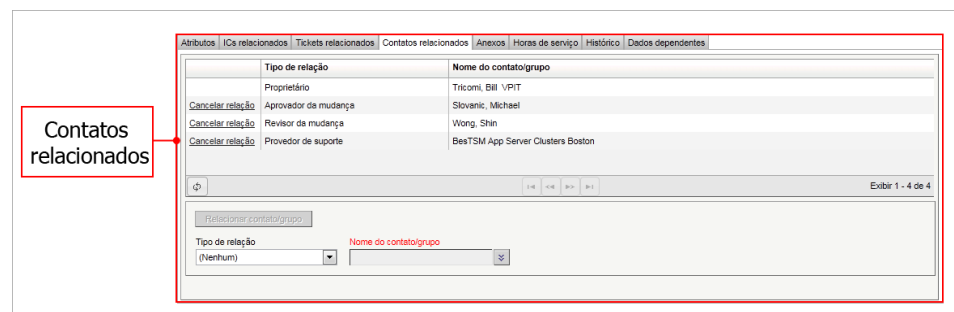 Atributos ICs relacionados Tickets relacionados Contatos relacionados Anexos Horas de serviço Histórico Dados dependentes
Tipo de relação Nome do contato/grupo
Proprietário Tricomi, Bill VPIT
Cancelar relação Aprovador da mudança Slovanic, Michael
Cancelar relação Revisor da mudança Wong, Shin
Cancelar relação Provedor de suporte BesTSM App Server Clusters Boston
Contatos
relacionados
Exibir 1 - 4 de 4
Relacionar contato/grupo
Tipo de relação Nome do contato/grupo
(Nenhum)